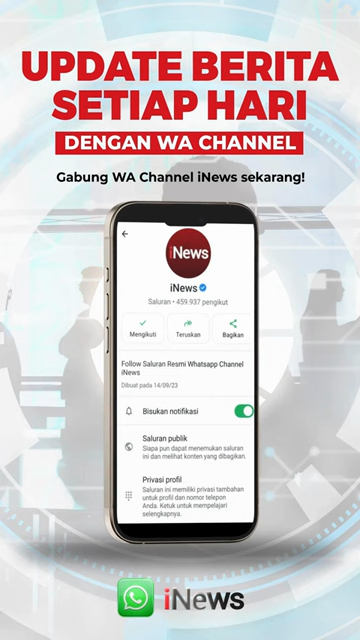 UPDATE BERITA
SETIAP HARI
DENGAN WA CHANNEL
Gabung WA Channel iNews sekarang!
iNews
iNews
Saluran • 459.937 pengikut
Mengikuti
Teruskan
Bagikan
Follow Saluran Resmi Whatsapp Channel
iNews
Dibuat pada 14/09/23
Bisukan notifikasi
Saluran publik
Siapa pun dapat menemukan saluran
ini dan melihat konten yang dibagikan.
Privasi profil
Saluran ini memiliki privasi tambahan
untuk profil dan nomor telepon
Anda. Ketuk untuk mempelajari
selengkapnya.
iNews